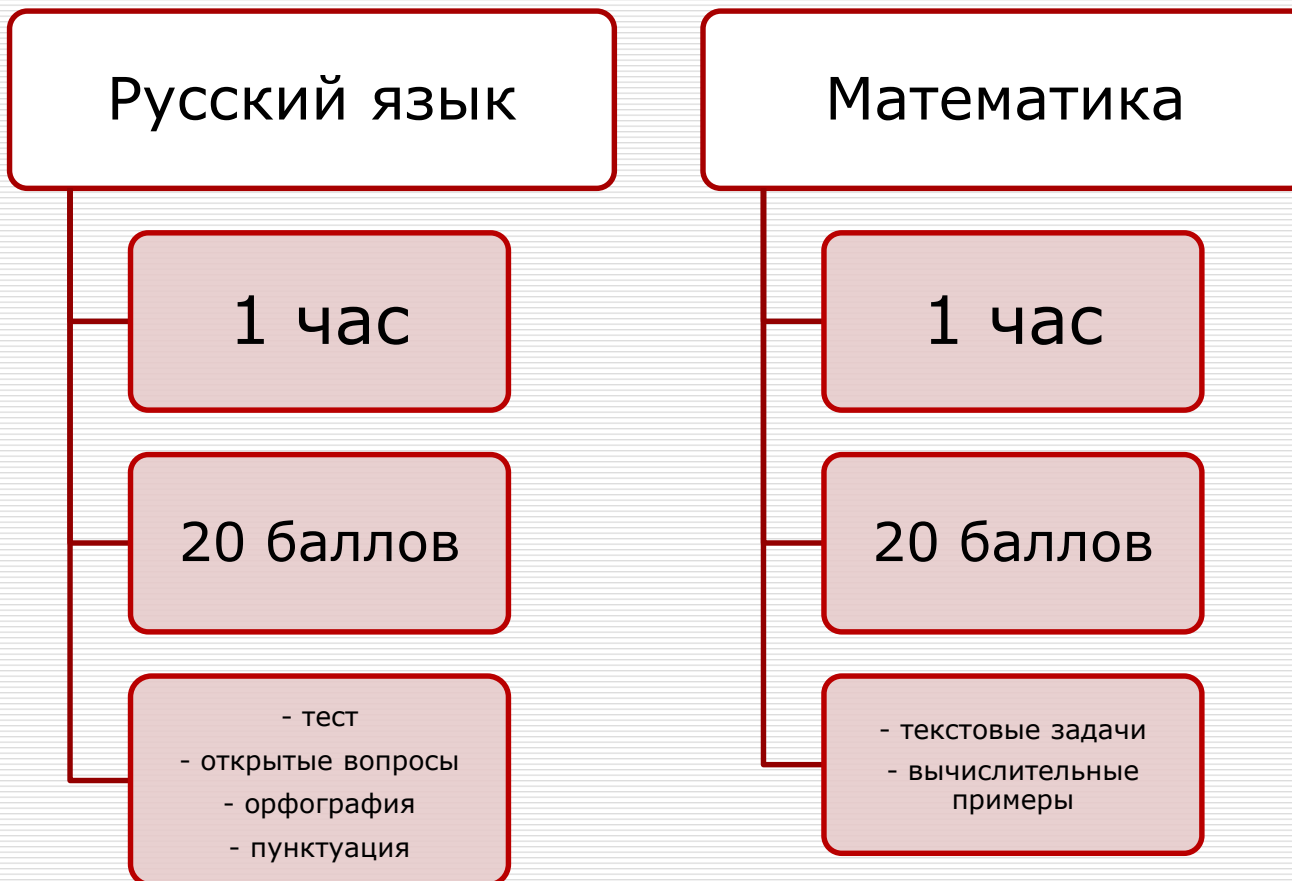 Русский язык
1 час
20 баллов
- тест
- открытые вопросы
- орфография
- пунктуация
Математика
1 час
20 баллов
- текстовые задачи
- вычислительные
примеры